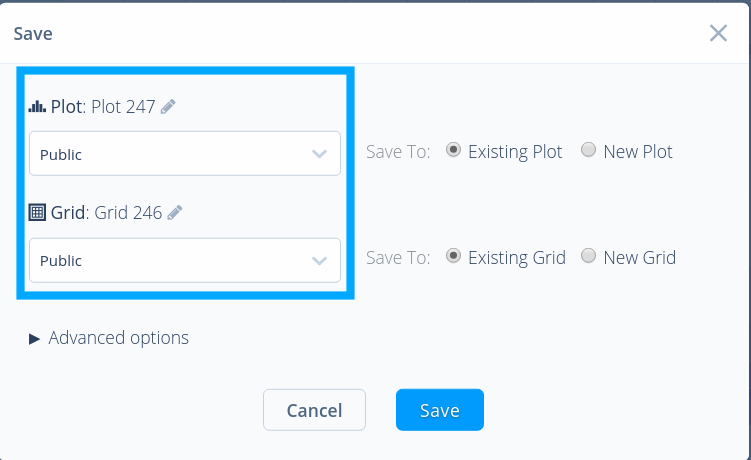 Save
Plot: Plot 247
Public
Save To: Existing Plot New Plot
Grid: Grid 246
Public
Save To: Existing Grid New Grid
Advanced options
Cancel Save